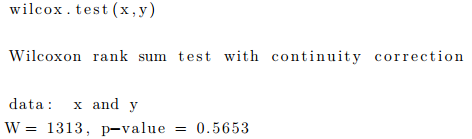 wilcox.test(x,y)
Wilcoxon rank sum test with continuity correction
data: x and y
W = 1313, p−value = 0.5653